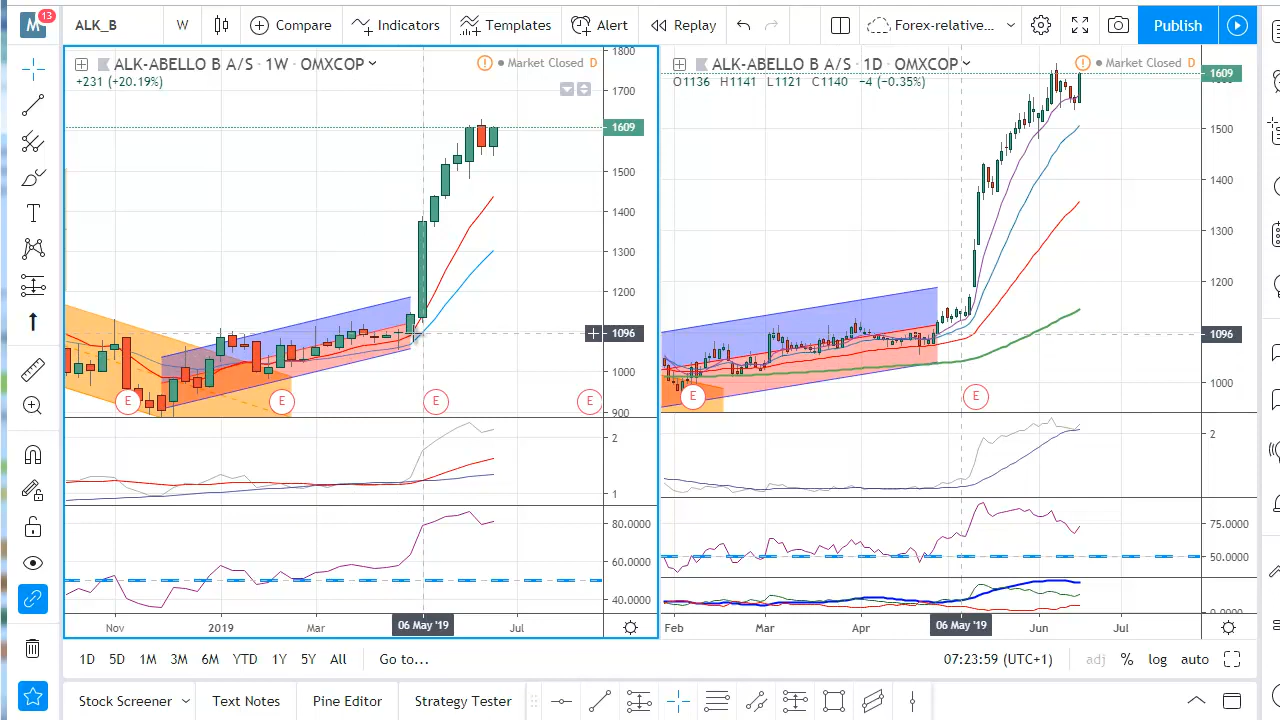 M 13 ALK_B W Compare Indicators Templates Alert Replay Forex-relative... Publish
ALK-ABELLO B A/S · 1W · OMXCOP Market Closed D
+231 (+20.19%)
1800
1700
1609
1500
1400
1300
1200
1096
1000
900
E E E E
2
1
80.0000
60.0000
40.0000
Nov 2019 Mar 06 May '19 Jul
ALK-ABELLO B A/S · 1D · OMXCOP Market Closed D
O1136 H1141 L1121 C1140 −4 (−0.35%)
1609
1500
1400
1300
1200
1096
1000
E E
2
75.0000
50.0000
0.0000
Feb Mar Apr 06 May '19 Jun Jul
1D 5D 1M 3M 6M YTD 1Y 5Y All Go to... 07:23:59 (UTC+1) adj % log auto
Stock Screener Text Notes Pine Editor Strategy Tester